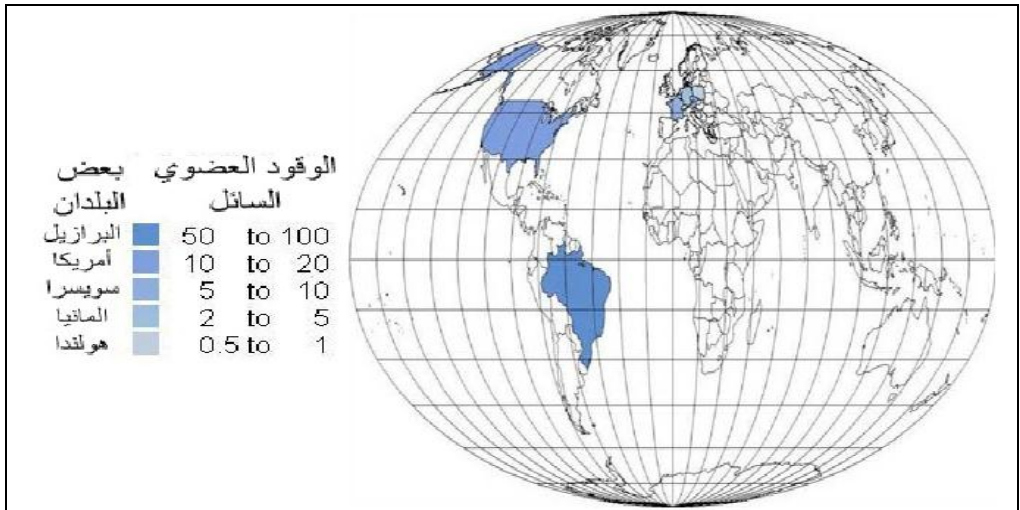 الوقود العضوي بعض
السائل البلدان
البرازيل 50 to 100
أمريكا 10 to 20
سويسرا 5 to 10
المانيا 2 to 5
هولندا 0.5 to 1